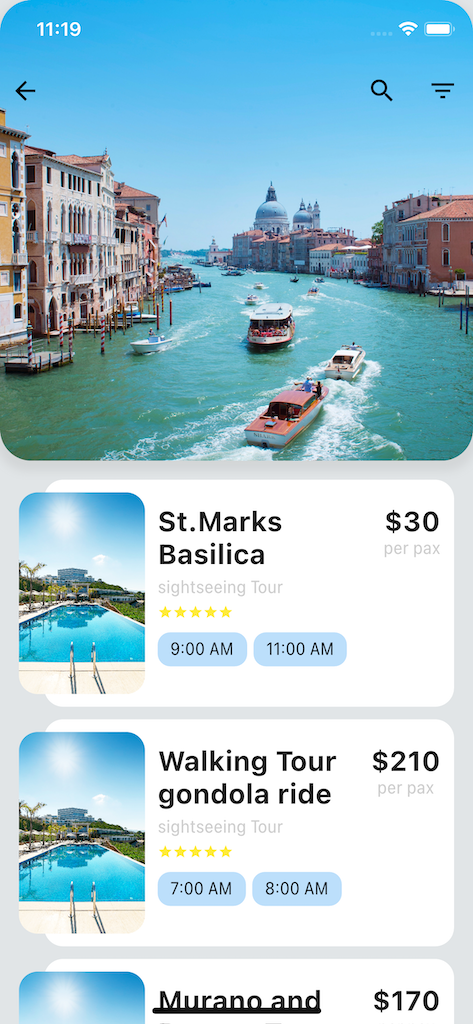 11:19
St.Marks
Basilica
$30
per pax
sightseeing Tour
9:00 AM
11:00 AM
Walking Tour
gondola ride
$210
per pax
sightseeing Tour
7:00 AM
8:00 AM
Murano and
$170